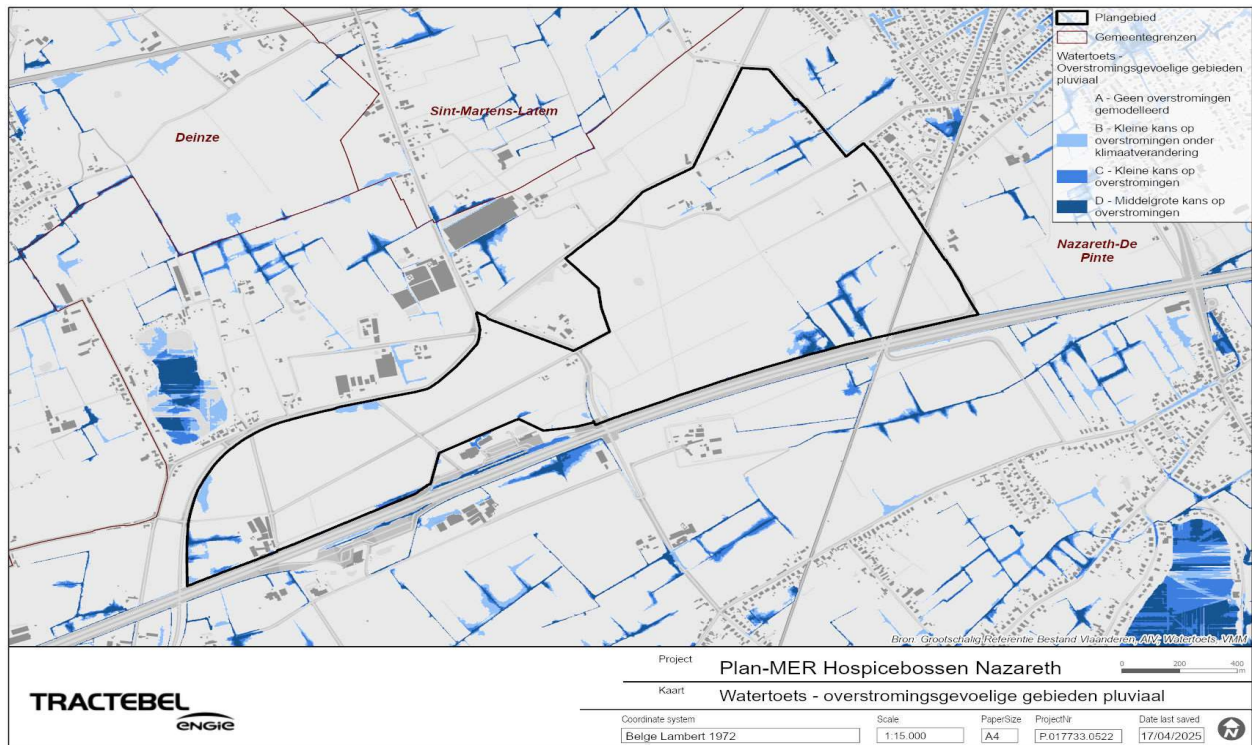 Plangebied
Gemeentegrenzen
Watertoets -
Overstromingsgevoelige gebieden
pluviaal
A - Geen overstromingen
gemodelleerd
B - Kleine kans op
overstromingen onder
klimaatverandering
C - Kleine kans op
overstromingen
D - Middelgrote kans op
overstromingen
Deinze
Sint-Martens-Latem
Nazareth-De
Pinte
Bron: Grootschalig Referentie Bestand Vlaanderen, AIV; Watertoets, VMM
TRACTEBEL
ENGIE
Project
Plan-MER Hospicebossen Nazareth
0 200 400
m
Kaart
Watertoets - overstromingsgevoelige gebieden pluviaal
Coordinate system
Belge Lambert 1972
Scale
1:15.000
PaperSize
A4
ProjectNr
P.017733.0522
Date last saved
17/04/2025
N